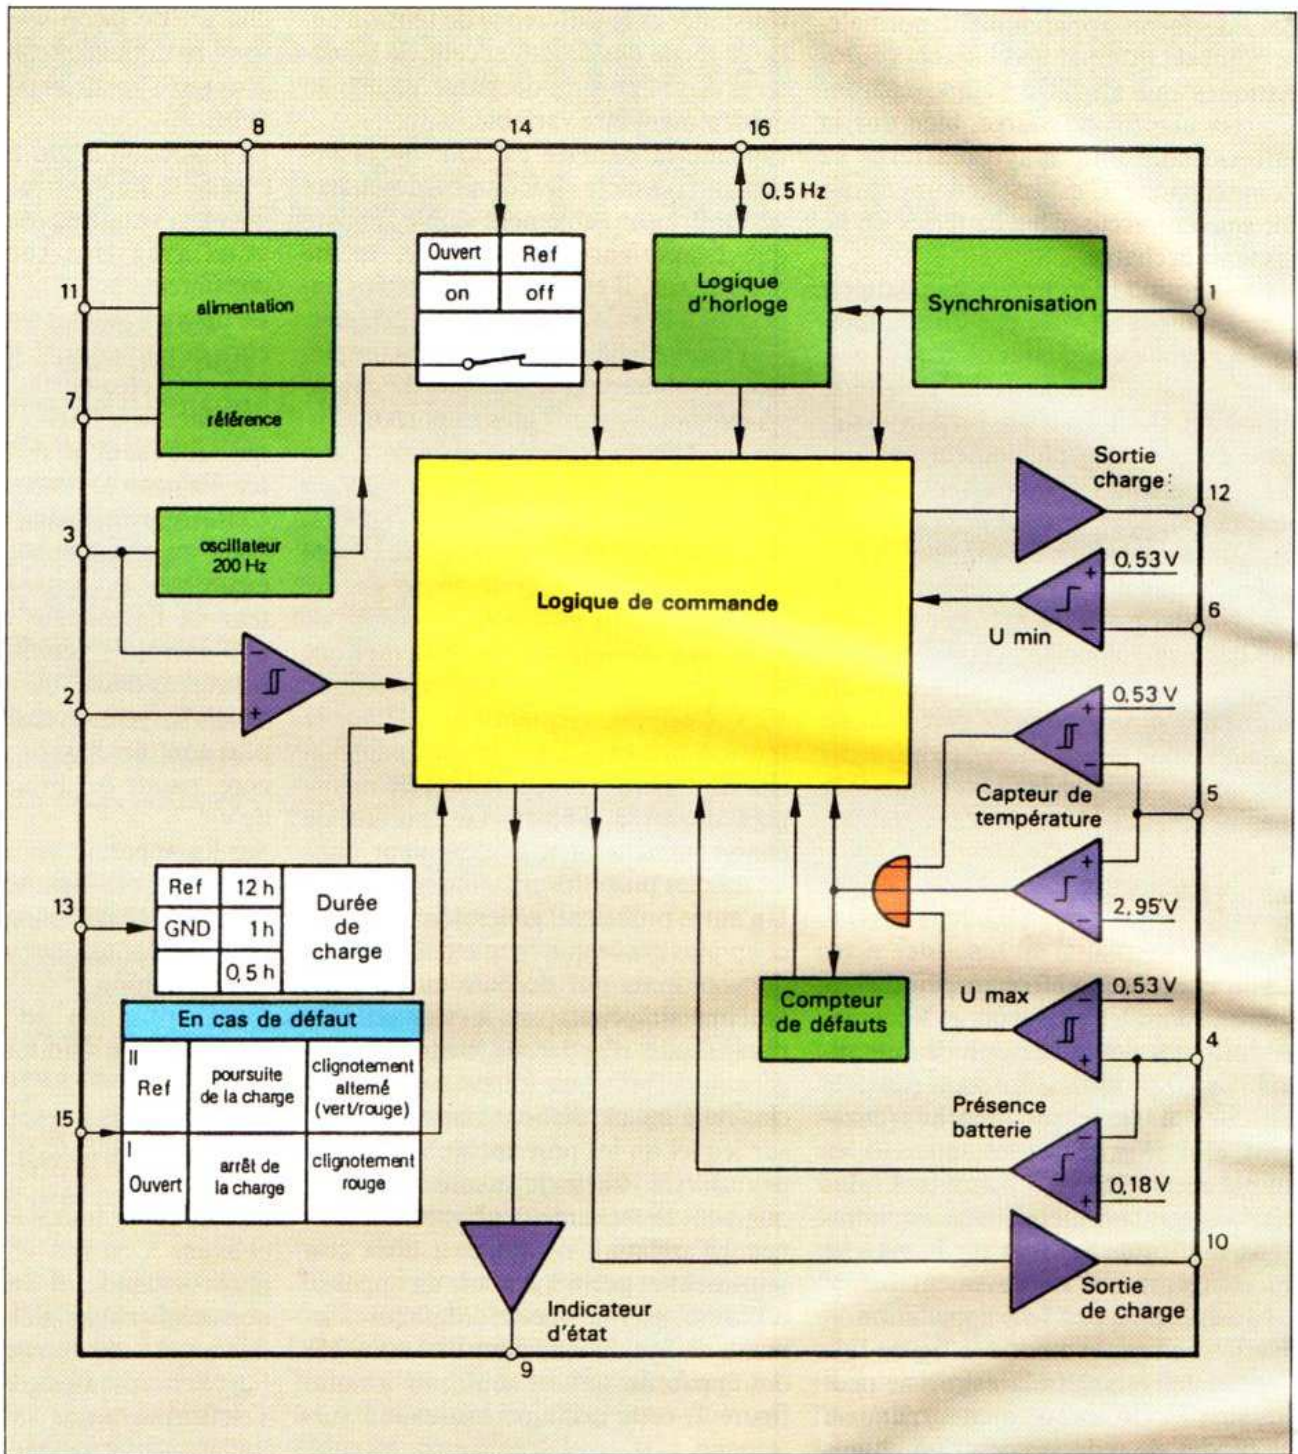 8
14
16
0,5 Hz
11
alimentation
7
référence
Ouvert
Ref
on
off
Logique
d'horloge
Synchronisation
1
3
oscillateur
200 Hz
2
Logique de commande
Sortie
charge
12
0,53 V
+
−
U min
6
0,53 V
+
−
Capteur de
température
5
+
−
2,95 V
−
+
13
Ref
12 h
GND
1 h
0,5 h
Durée
de
charge
En cas de défaut
II
Ref
poursuite
de la charge
clignotement
alterné
(vert/rouge)
15
I
Ouvert
arrêt de
la charge
clignotement
rouge
Compteur
de défauts
U max
0,53 V
−
+
4
Présence
batterie
−
0,18 V
+
10
Sortie
de charge
Indicateur
d'état
9